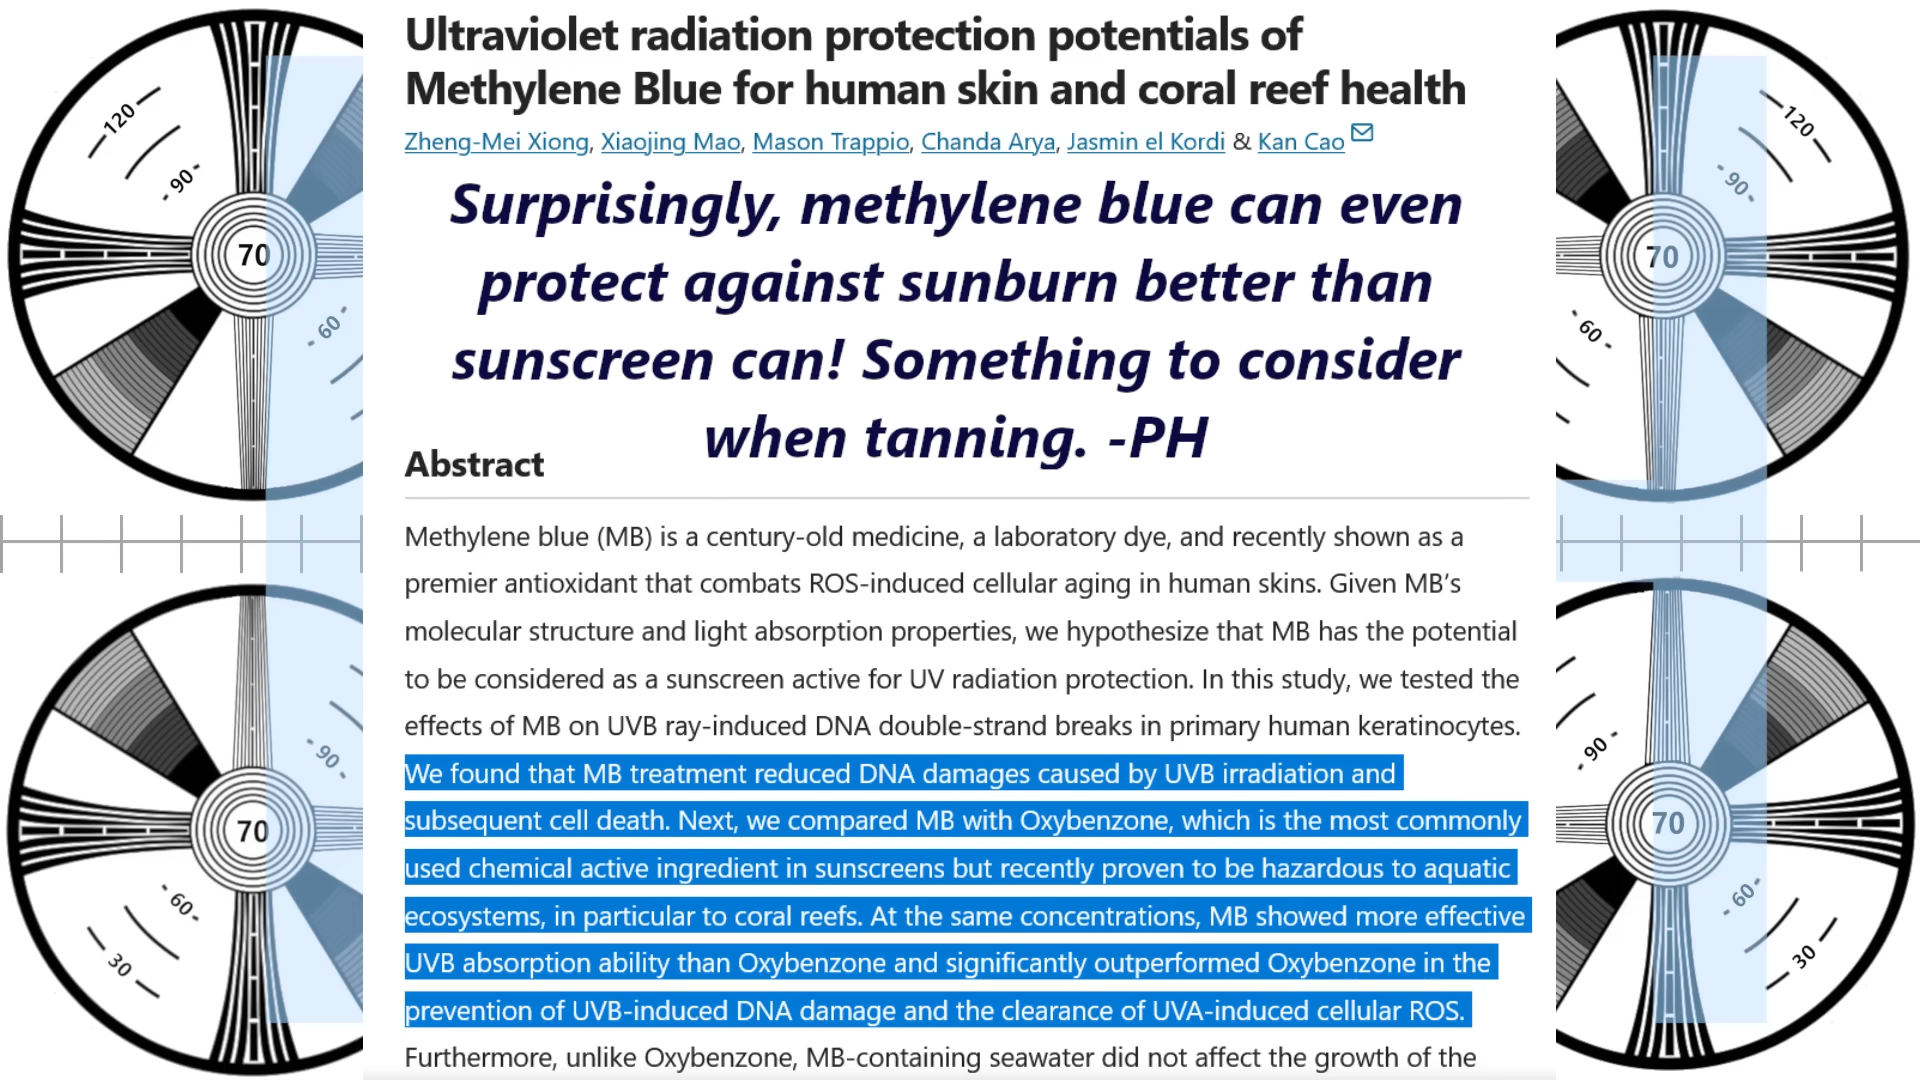 Ultraviolet radiation protection potentials of
Methylene Blue for human skin and coral reef health
Zheng-Mei Xiong, Xiaojing Mao, Mason Trappio, Chanda Arya, Jasmin el Kordi & Kan Cao
Surprisingly, methylene blue can even
protect against sunburn better than
sunscreen can! Something to consider
when tanning. -PH
Abstract
Methylene blue (MB) is a century-old medicine, a laboratory dye, and recently shown as a
premier antioxidant that combats ROS-induced cellular aging in human skins. Given MB’s
molecular structure and light absorption properties, we hypothesize that MB has the potential
to be considered as a sunscreen active for UV radiation protection. In this study, we tested the
effects of MB on UVB ray-induced DNA double-strand breaks in primary human keratinocytes.
We found that MB treatment reduced DNA damages caused by UVB irradiation and
subsequent cell death. Next, we compared MB with Oxybenzone, which is the most commonly
used chemical active ingredient in sunscreens but recently proven to be hazardous to aquatic
ecosystems, in particular to coral reefs. At the same concentrations, MB showed more effective
UVB absorption ability than Oxybenzone and significantly outperformed Oxybenzone in the
prevention of UVB-induced DNA damage and the clearance of UVA-induced cellular ROS.
Furthermore, unlike Oxybenzone, MB-containing seawater did not affect the growth of the
120
- 90 -
70
- 60 -
120
- 90 -
70
- 60 -
- 90 -
70
- 60 -
30
- 90 -
70
- 60 -
30